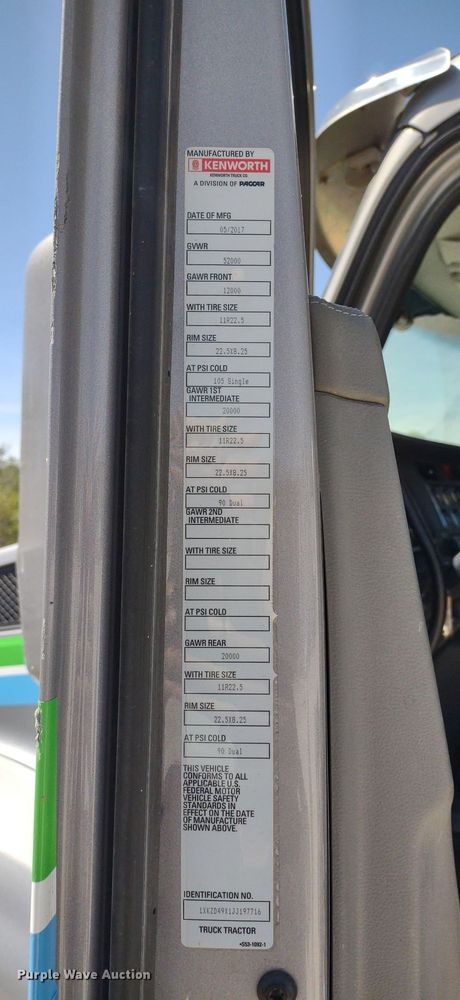 MANUFACTURED BY
KENWORTH
KENWORTH TRUCK CO.
A DIVISION OF PACCAR
DATE OF MFG
05/2017
GVWR
52000
GAWR FRONT
12000
WITH TIRE SIZE
11R22.5
RIM SIZE
22.5X8.25
AT PSI COLD
105 Single
GAWR 1ST
INTERMEDIATE
20000
WITH TIRE SIZE
11R22.5
RIM SIZE
22.5X8.25
AT PSI COLD
90 Dual
GAWR 2ND
INTERMEDIATE
WITH TIRE SIZE
RIM SIZE
AT PSI COLD
GAWR REAR
20000
WITH TIRE SIZE
11R22.5
RIM SIZE
22.5X8.25
AT PSI COLD
90 Dual
THIS VEHICLE
CONFORMS TO ALL
APPLICABLE U.S.
FEDERAL MOTOR
VEHICLE SAFETY
STANDARDS IN
EFFECT ON THE DATE
OF MANUFACTURE
SHOWN ABOVE.
IDENTIFICATION NO.
1XKZD49X1JJ197716
TRUCK TRACTOR
*S53-1092-1
Purple Wave Auction